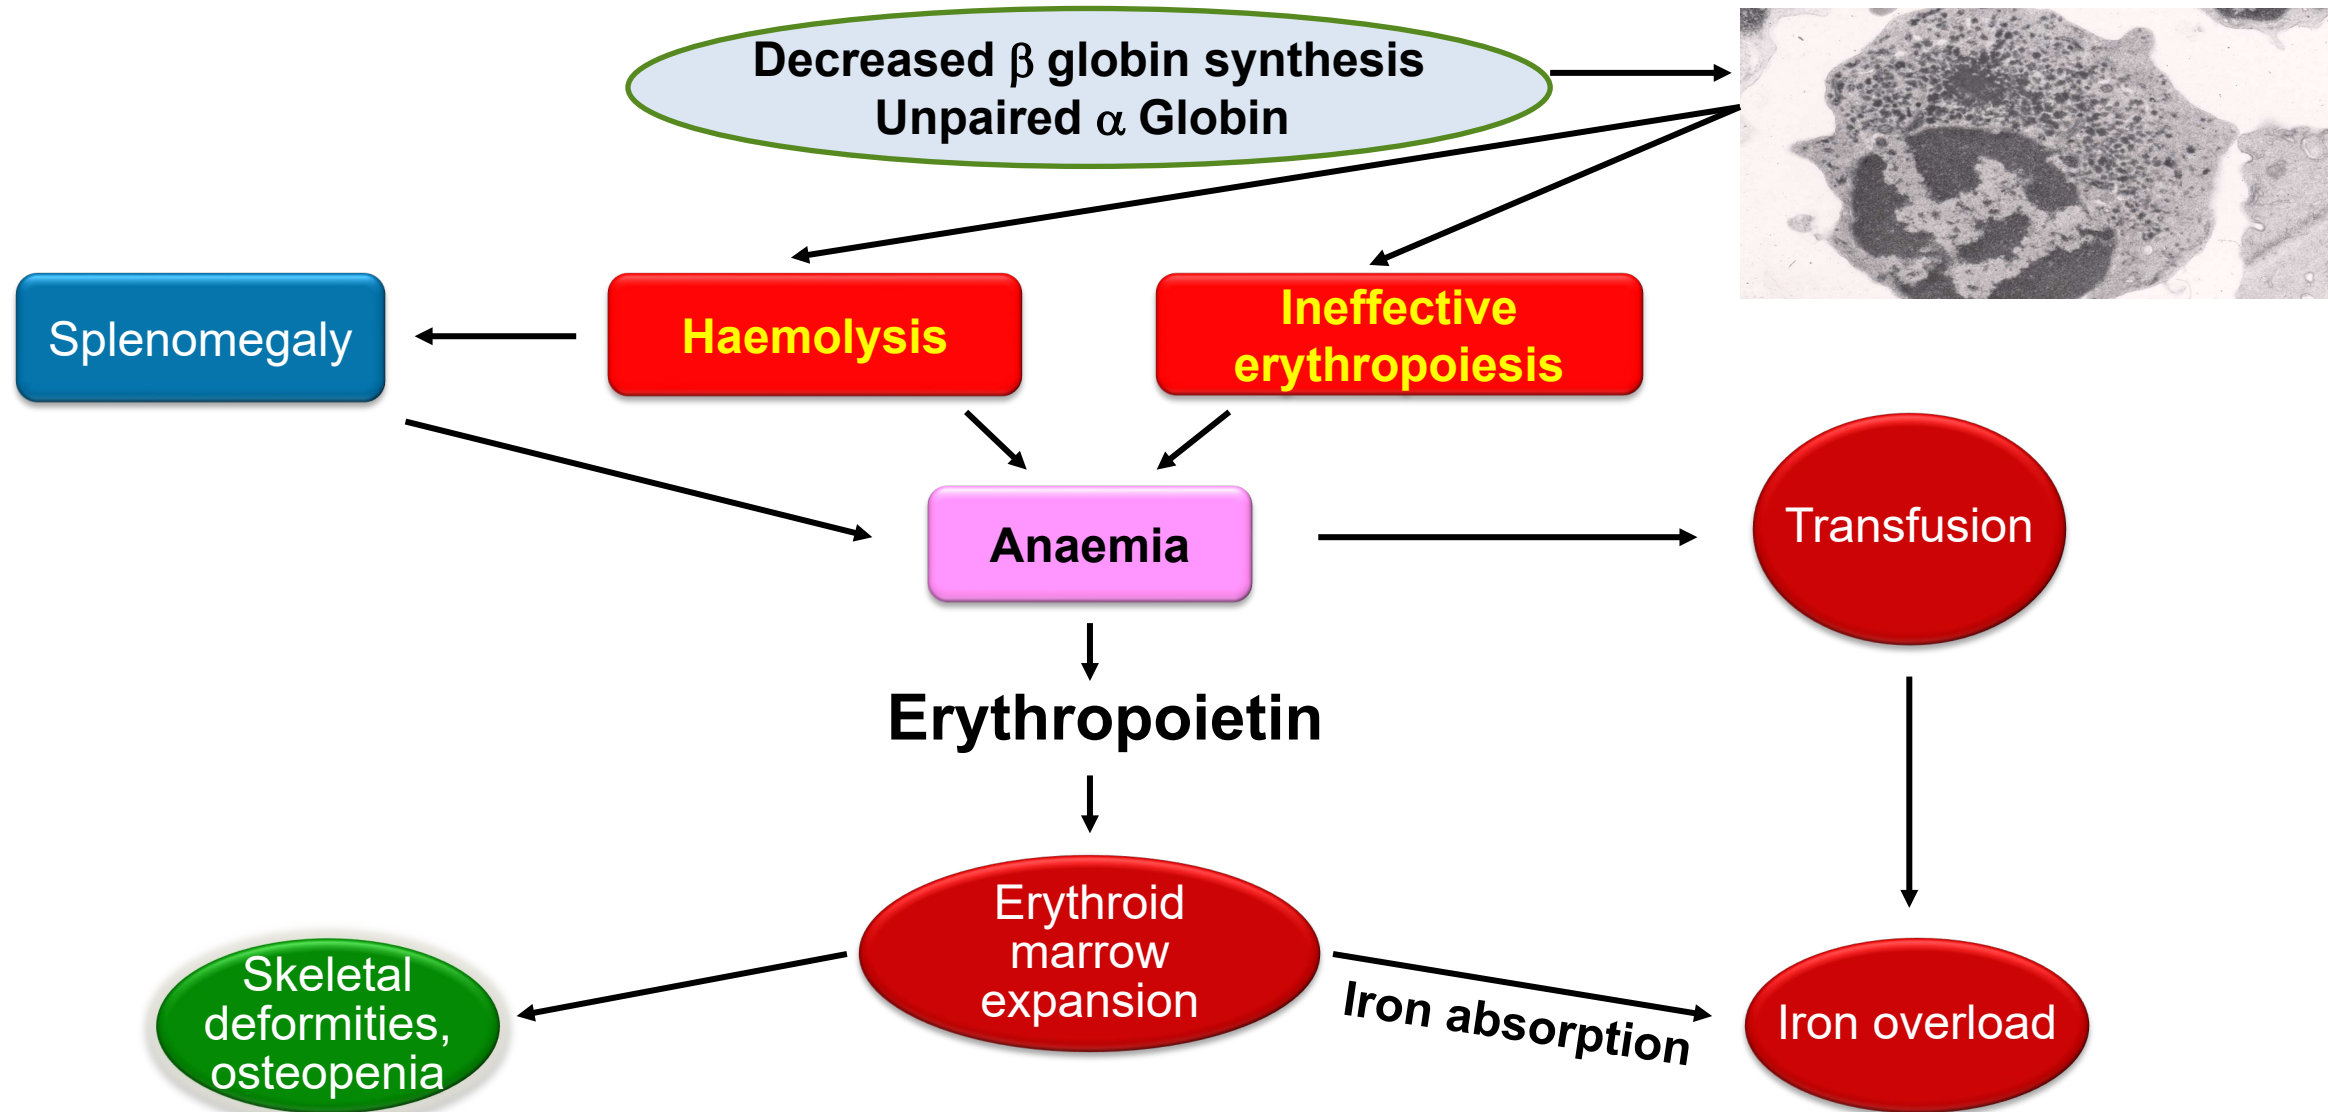 Decreased β globin synthesis
Unpaired α Globin
Splenomegaly
Haemolysis
Ineffective
erythropoiesis
Anaemia
Transfusion
Erythropoietin
Erythroid
marrow
expansion
Iron absorption
Skeletal
deformities,
osteopenia
Iron overload